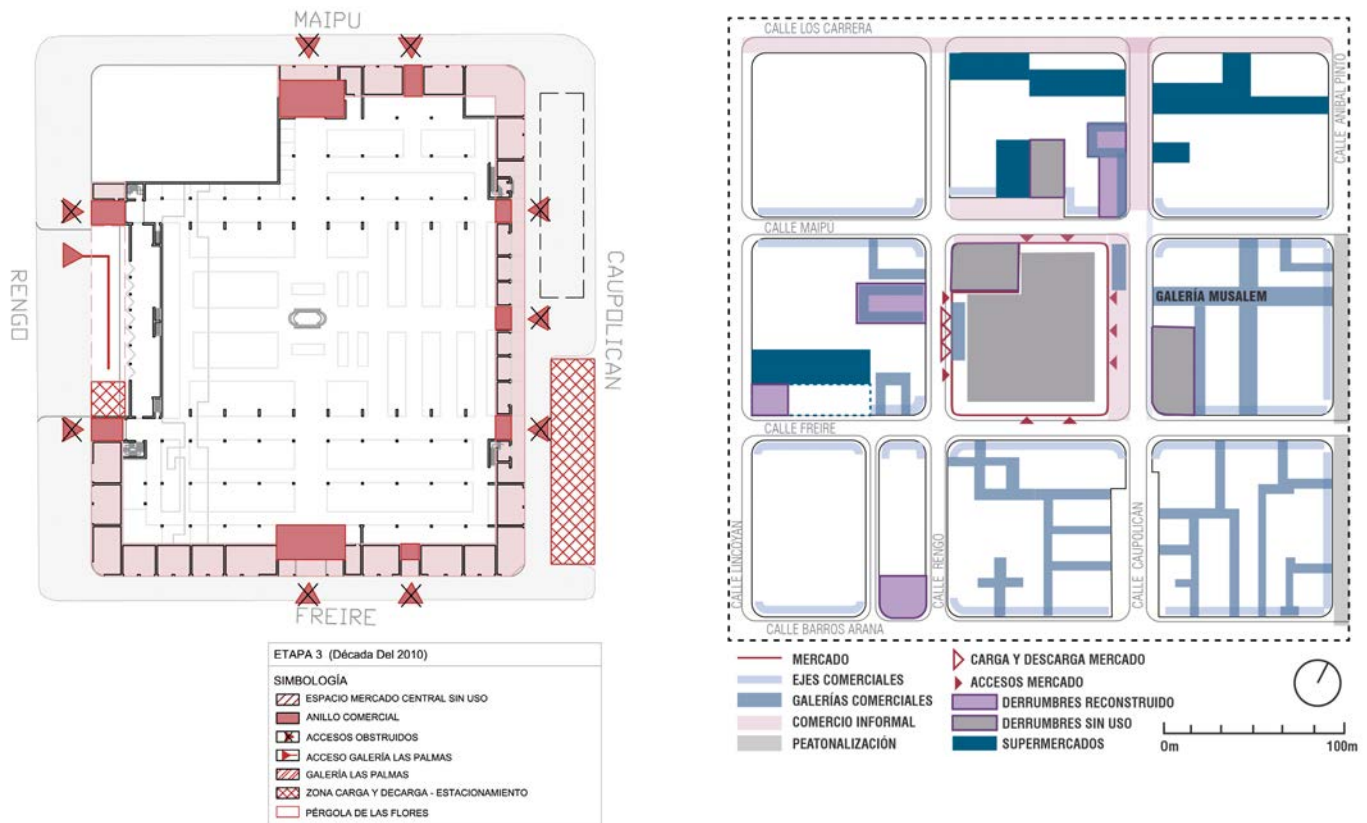 MAIPU
RENGO
CAUPOLICAN
FREIRE
ETAPA 3 (Década Del 2010)
SIMBOLOGÍA
ESPACIO MERCADO CENTRAL SIN USO
ANILLO COMERCIAL
ACCESOS OBSTRUIDOS
ACCESO GALERÍA LAS PALMAS
GALERÍA LAS PALMAS
ZONA CARGA Y DECARGA - ESTACIONAMIENTO
PÉRGOLA DE LAS FLORES
CALLE LOS CARRERA
CALLE ANIBAL PINTO
CALLE MAIPÚ
GALERÍA MUSALEM
CALLE FREIRE
CALLE LINCOYAN
CALLE RENGO
CALLE CAUPOLICÁN
CALLE BARROS ARANA
MERCADO
EJES COMERCIALES
GALERÍAS COMERCIALES
COMERCIO INFORMAL
PEATONALIZACIÓN
CARGA Y DESCARGA MERCADO
ACCESOS MERCADO
DERRUMBRES RECONSTRUIDO
DERRUMBRES SIN USO
SUPERMERCADOS
0m 100m